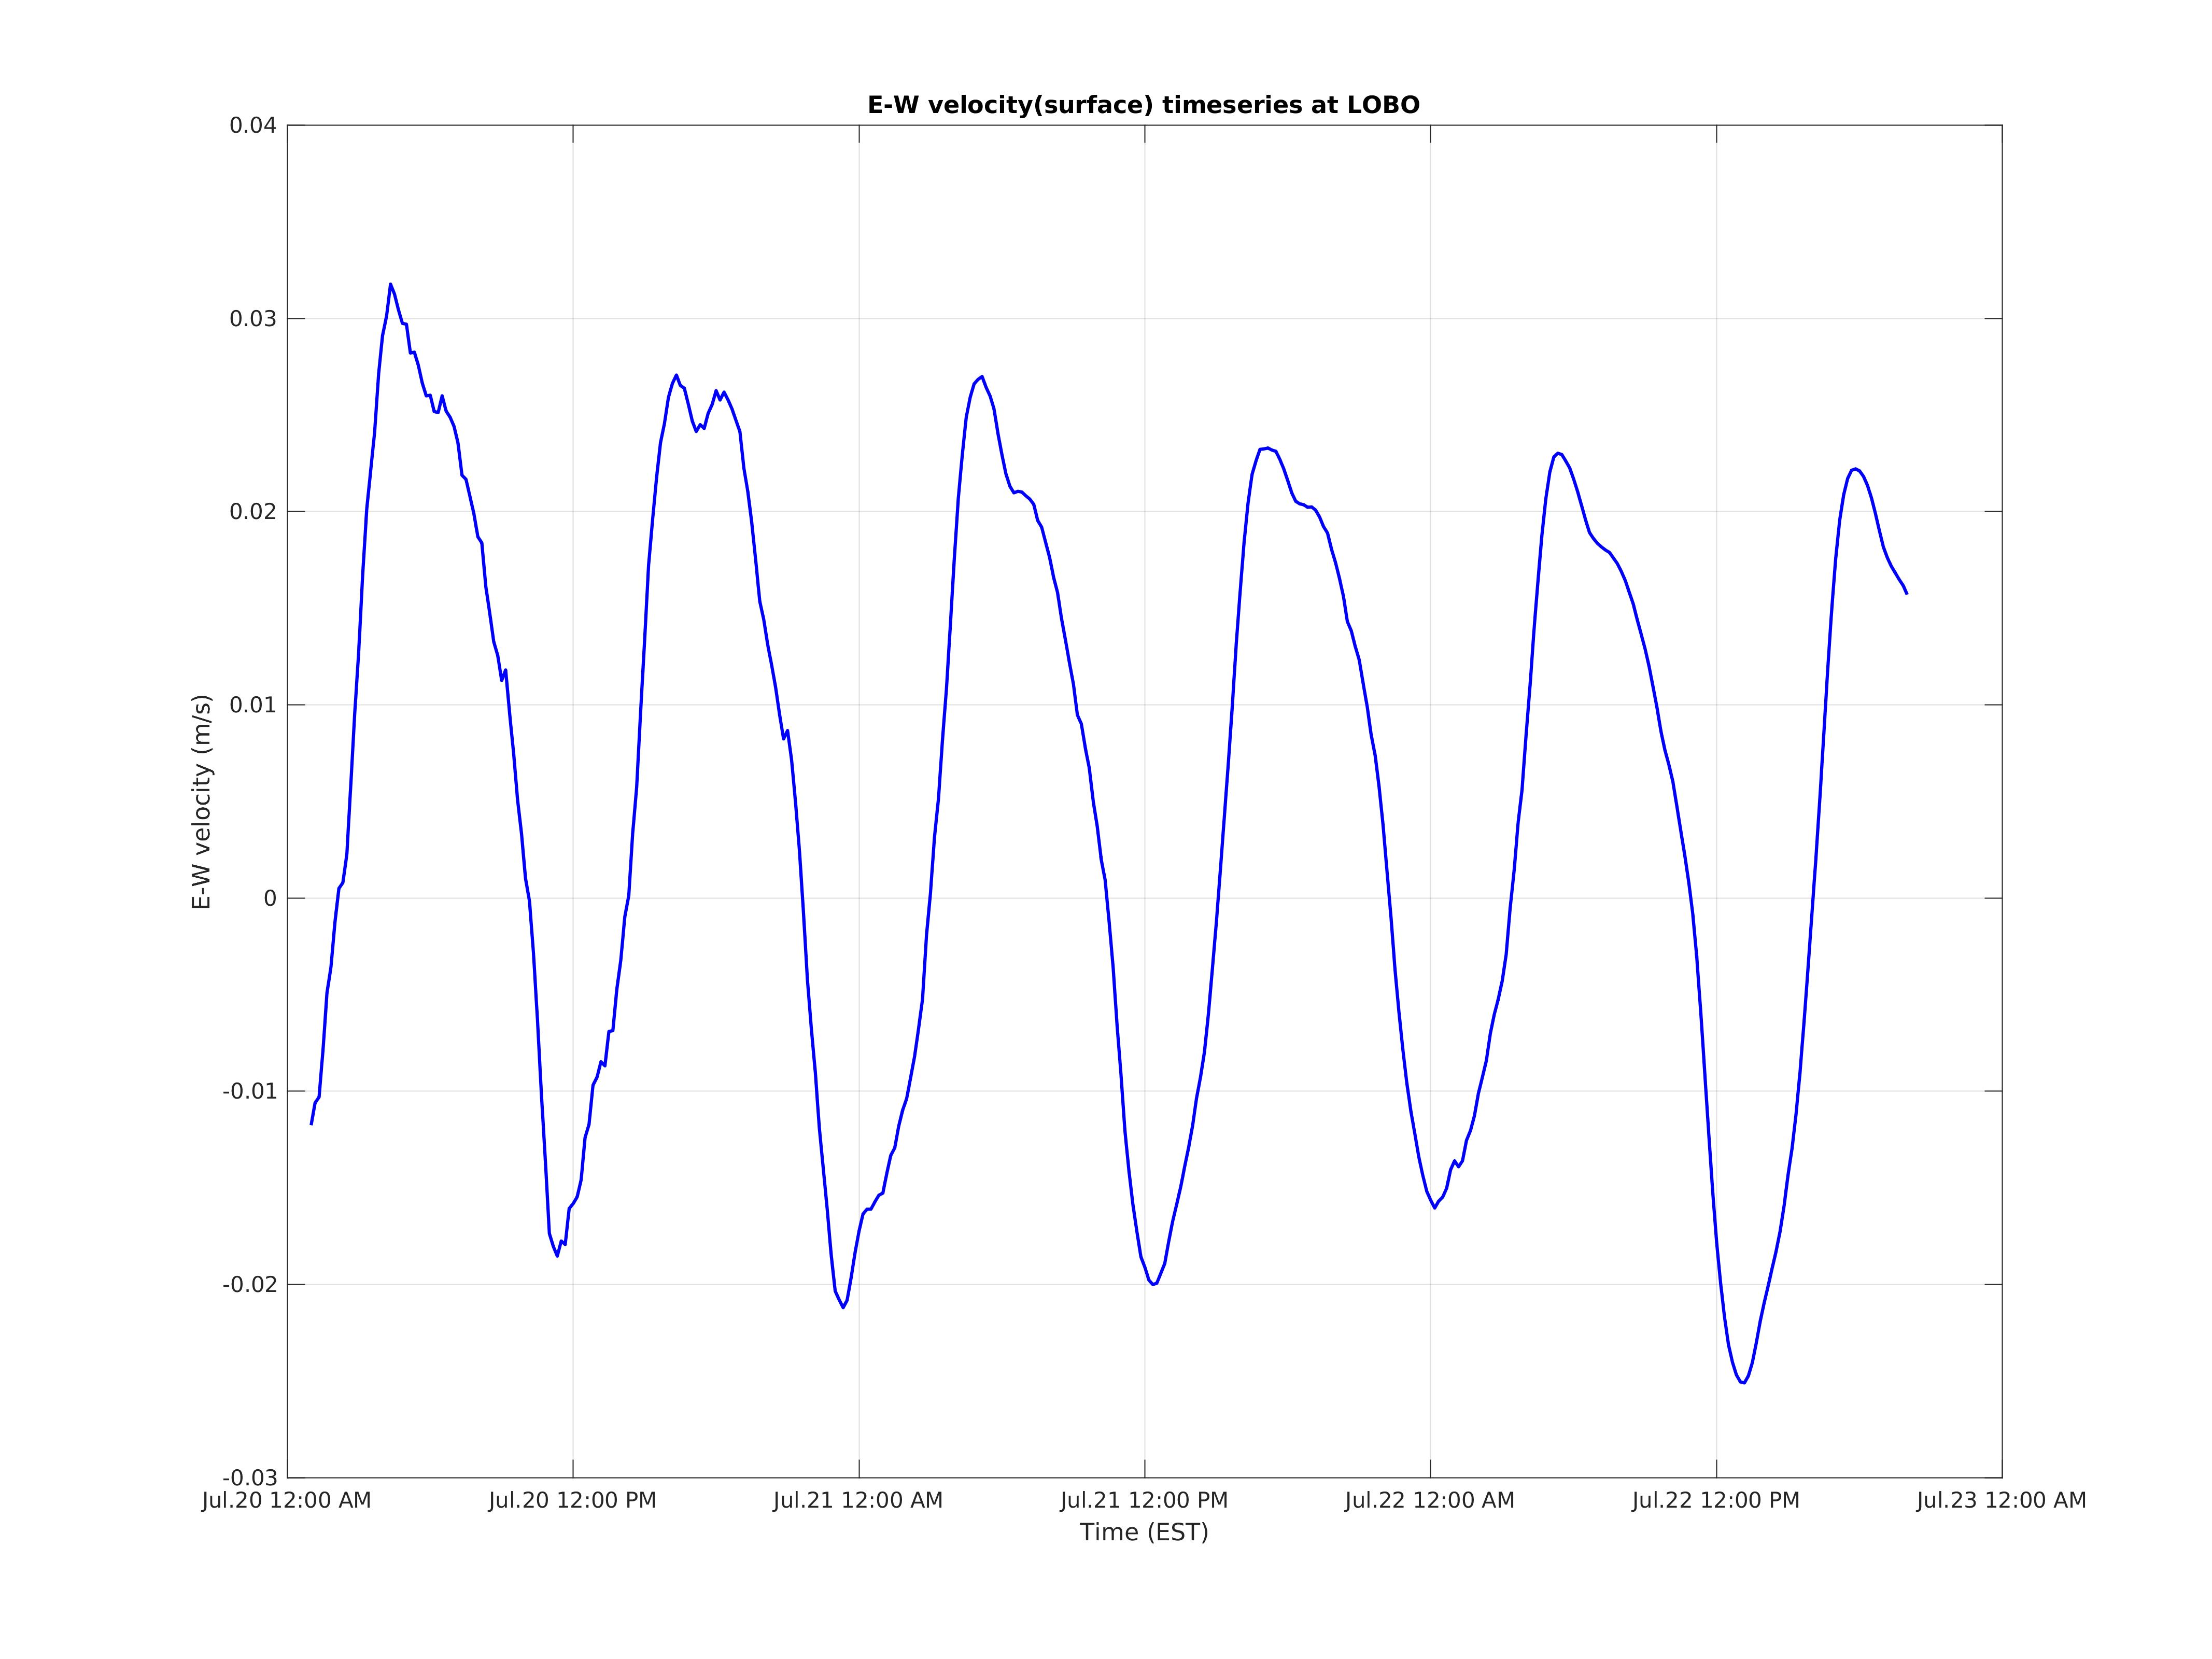 E-W velocity(surface) timeseries at LOBO
0.04
0.03
0.02
0.01
0
-0.01
-0.02
-0.03
E-W velocity (m/s)
Jul.20 12:00 AM
Jul.20 12:00 PM
Jul.21 12:00 AM
Jul.21 12:00 PM
Jul.22 12:00 AM
Jul.22 12:00 PM
Jul.23 12:00 AM
Time (EST)